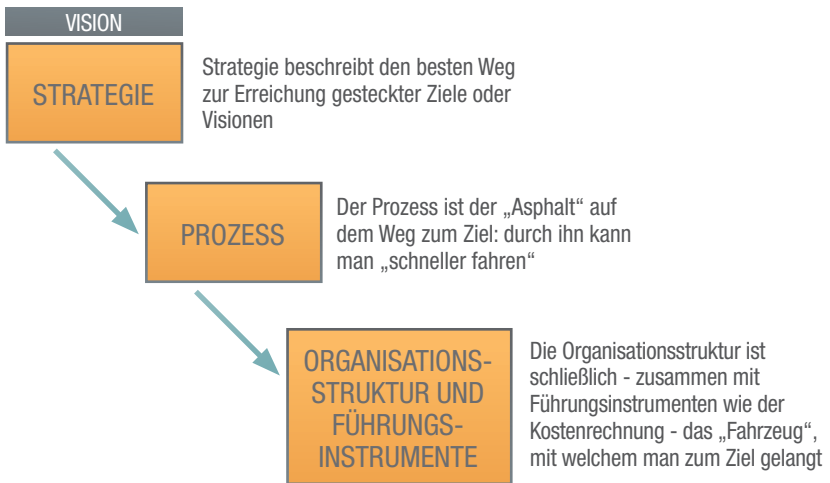 VISION
STRATEGIE
Strategie beschreibt den besten Weg
zur Erreichung gesteckter Ziele oder
Visionen
PROZESS
Der Prozess ist der „Asphalt“ auf
dem Weg zum Ziel: durch ihn kann
man „schneller fahren“
ORGANISATIONS-
STRUKTUR UND
FÜHRUNGS-
INSTRUMENTE
Die Organisationsstruktur ist
schließlich - zusammen mit
Führungsinstrumenten wie der
Kostenrechnung - das „Fahrzeug“,
mit welchem man zum Ziel gelangt